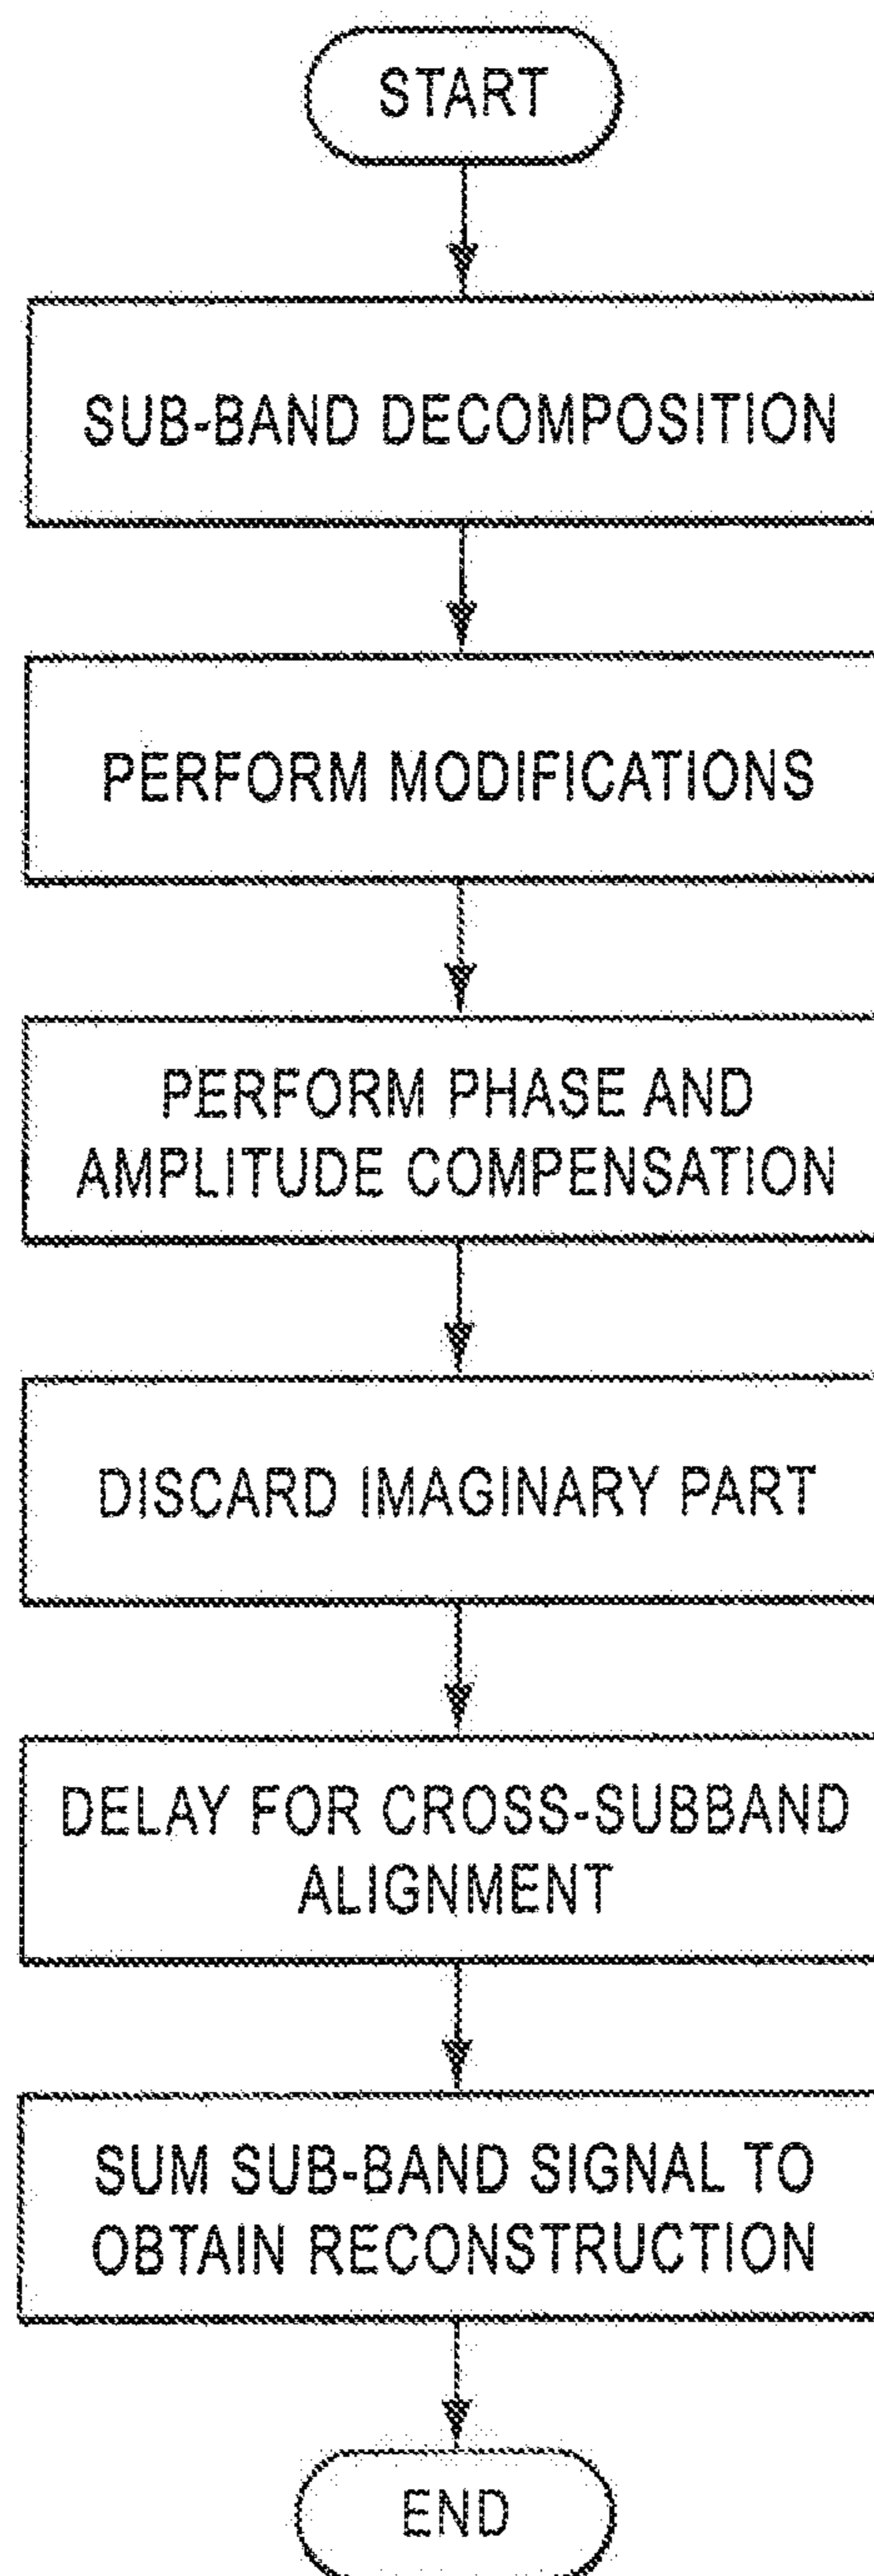 START
SUB-BAND DECOMPOSITION
PERFORM MODIFICATIONS
PERFORM PHASE AND
AMPLITUDE COMPENSATION
DISCARD IMAGINARY PART
DELAY FOR CROSS-SUBBAND
ALIGNMENT
SUM SUB-BAND SIGNAL TO
OBTAIN RECONSTRUCTION
END